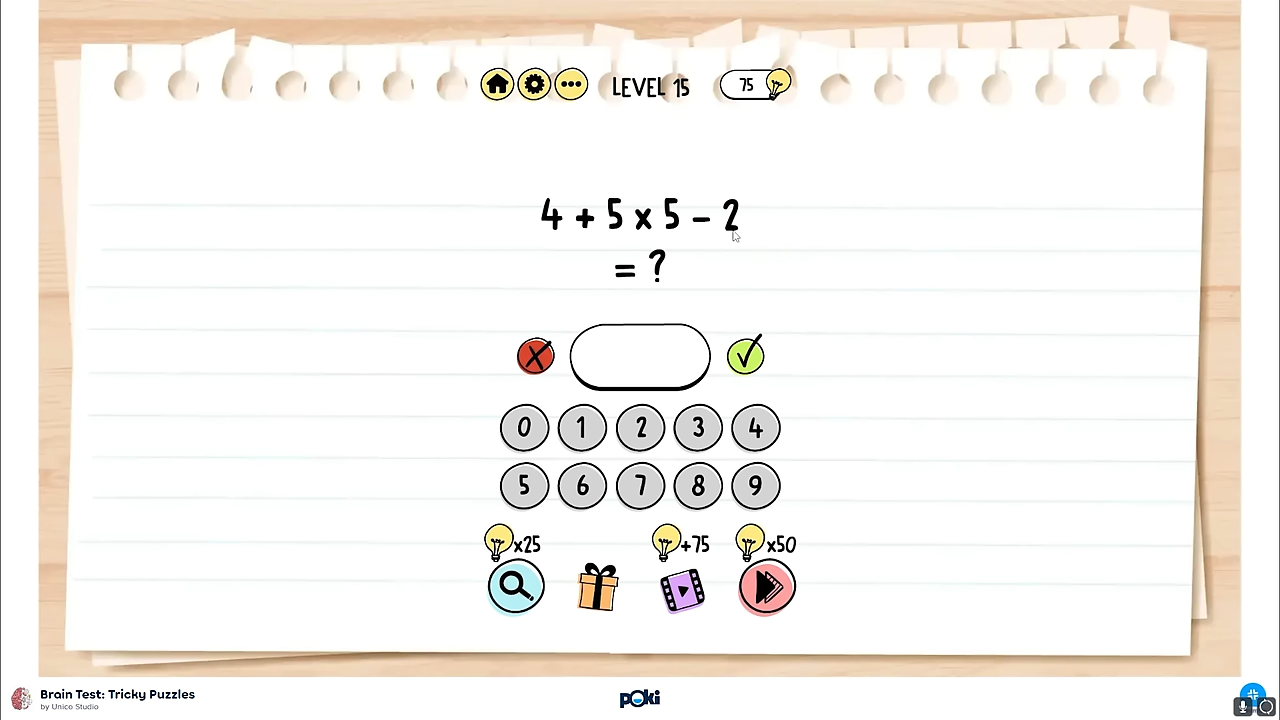 LEVEL 15
75
4 + 5 x 5 - 2
= ?
0 1 2 3 4
5 6 7 8 9
x25 +75 x50
Brain Test: Tricky Puzzles
by Unico Studio
poki